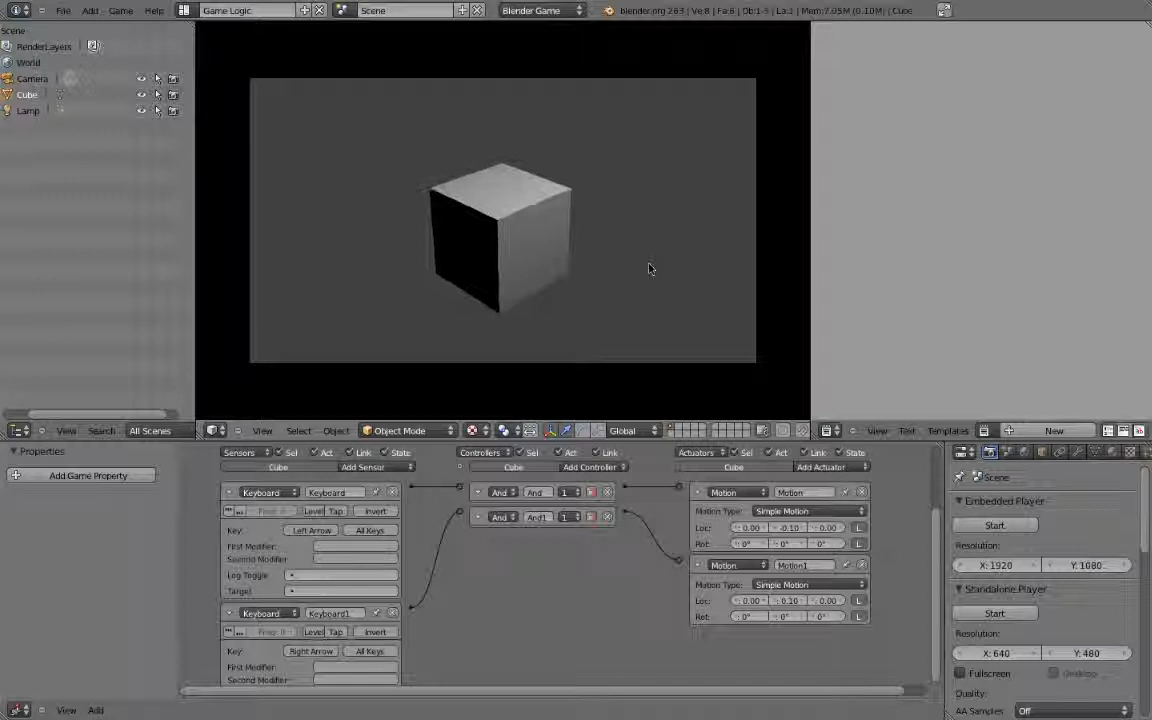 File Add Game Help Game Logic Scene Blender Game blender.org 263 | Ve:8 | Fa:6 | Ob:1-3 | La:1 | Mem:7.05M (0.10M) | Cube
Scene
RenderLayers
World
Camera
Cube
Lamp
View Search All Scenes
View Select Object Object Mode Global
View Text Templates New
Properties
Add Game Property
Sensors Sel Act Link State
Cube Add Sensor
Keyboard Keyboard
Level Tap Invert
Key: Left Arrow All Keys
First Modifier:
Second Modifier:
Log Toggle
Target
Keyboard Keyboard1
Level Tap Invert
Key: Right Arrow All Keys
First Modifier:
Second Modifier:
Controllers Sel Act Link
Cube Add Controller
And And 1
And And1 1
Actuators Sel Act Link State
Cube Add Actuator
Motion Motion
Motion Type: Simple Motion L
Loc: 0.00 -0.10 0.00 L
Rot: 0° 0° 0° L
Motion Motion1
Motion Type: Simple Motion
Loc: 0.00 0.10 0.00 L
Rot: 0° 0° 0° L
Scene
Embedded Player
Start
Resolution:
X: 1920 Y: 1080
Standalone Player
Start
Resolution:
X: 640 Y: 480
Fullscreen Desktop
Quality:
AA Samples: Off
View Add